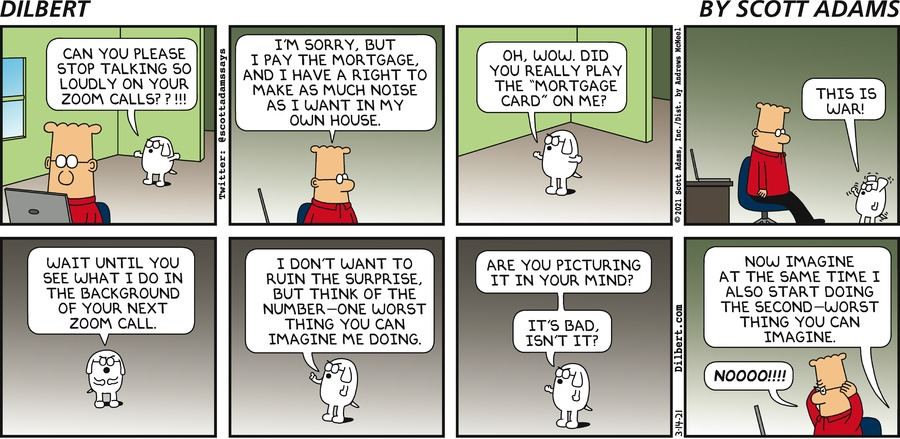 DILBERT
BY SCOTT ADAMS
CAN YOU PLEASE
STOP TALKING SO
LOUDLY ON YOUR
ZOOM CALLS??!!!
Twitter: @scottadamssays
I'M SORRY, BUT
I PAY THE MORTGAGE,
AND I HAVE A RIGHT TO
MAKE AS MUCH NOISE
AS I WANT IN MY
OWN HOUSE.
OH, WOW. DID
YOU REALLY PLAY
THE "MORTGAGE
CARD" ON ME?
© 2021 Scott Adams, Inc./Dist. by Andrews McMeel
THIS IS
WAR!
WAIT UNTIL YOU
SEE WHAT I DO IN
THE BACKGROUND
OF YOUR NEXT
ZOOM CALL.
I DON'T WANT TO
RUIN THE SURPRISE,
BUT THINK OF THE
NUMBER-ONE WORST
THING YOU CAN
IMAGINE ME DOING.
ARE YOU PICTURING
IT IN YOUR MIND?
IT'S BAD,
ISN'T IT?
3-14-21
Dilbert.com
NOW IMAGINE
AT THE SAME TIME I
ALSO START DOING
THE SECOND-WORST
THING YOU CAN
IMAGINE.
NOOOO!!!!